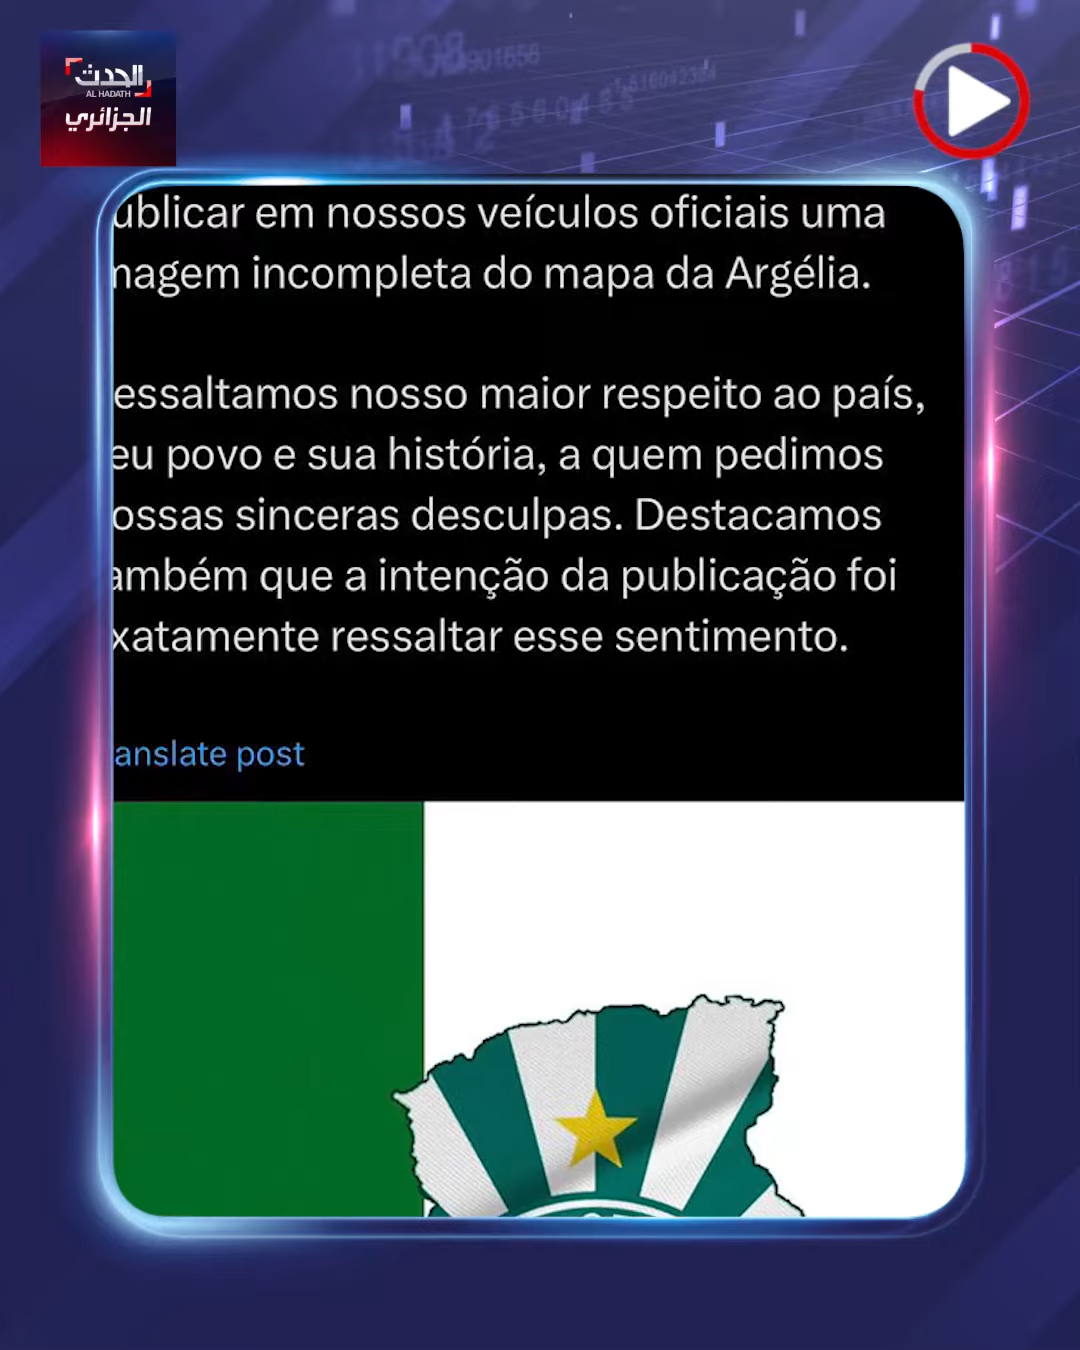 الحدث
AL HADATH
الجزائري
ublicar em nossos veículos oficiais uma
magem incompleta do mapa da Argélia.
essaltamos nosso maior respeito ao país,
eu povo e sua história, a quem pedimos
ossas sinceras desculpas. Destacamos
ambém que a intenção da publicação foi
xatamente ressaltar esse sentimento.
anslate post